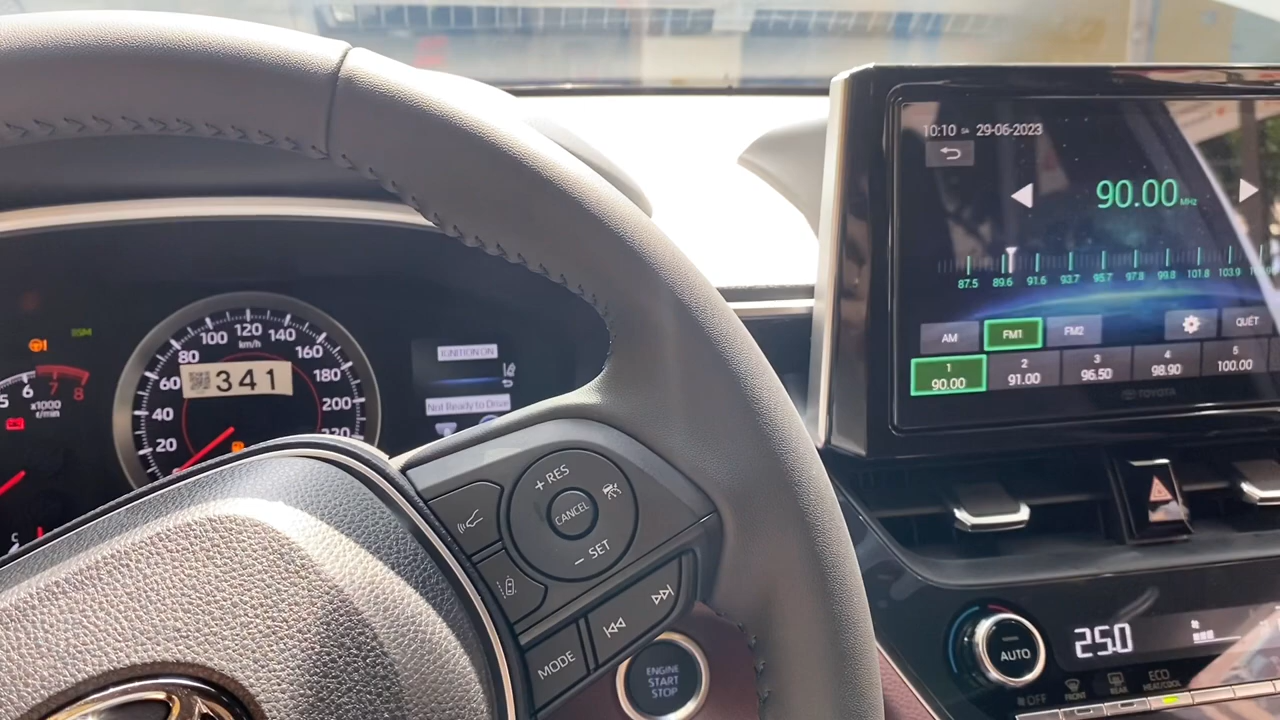 10:10 SA 29-06-2023
90.00 MHz
87.5 89.6 91.6 93.7 95.7 97.8 99.8 101.8 103.9
AM FM1 FM2 QUÉT
1 2 3 4 5
90.00 91.00 96.50 98.90 100.00
TOYOTA
BSM
5 6 7 8
x1000
r/min
20 40 60 80 100 120 140 160 180 200 220
km/h
341
IGNITION ON
Not Ready to Drive
C
+RES
CANCEL
- SET
MODE
ENGINE
START
STOP
AUTO
25.0
OFF FRONT REAR ECO
HEAT/COOL